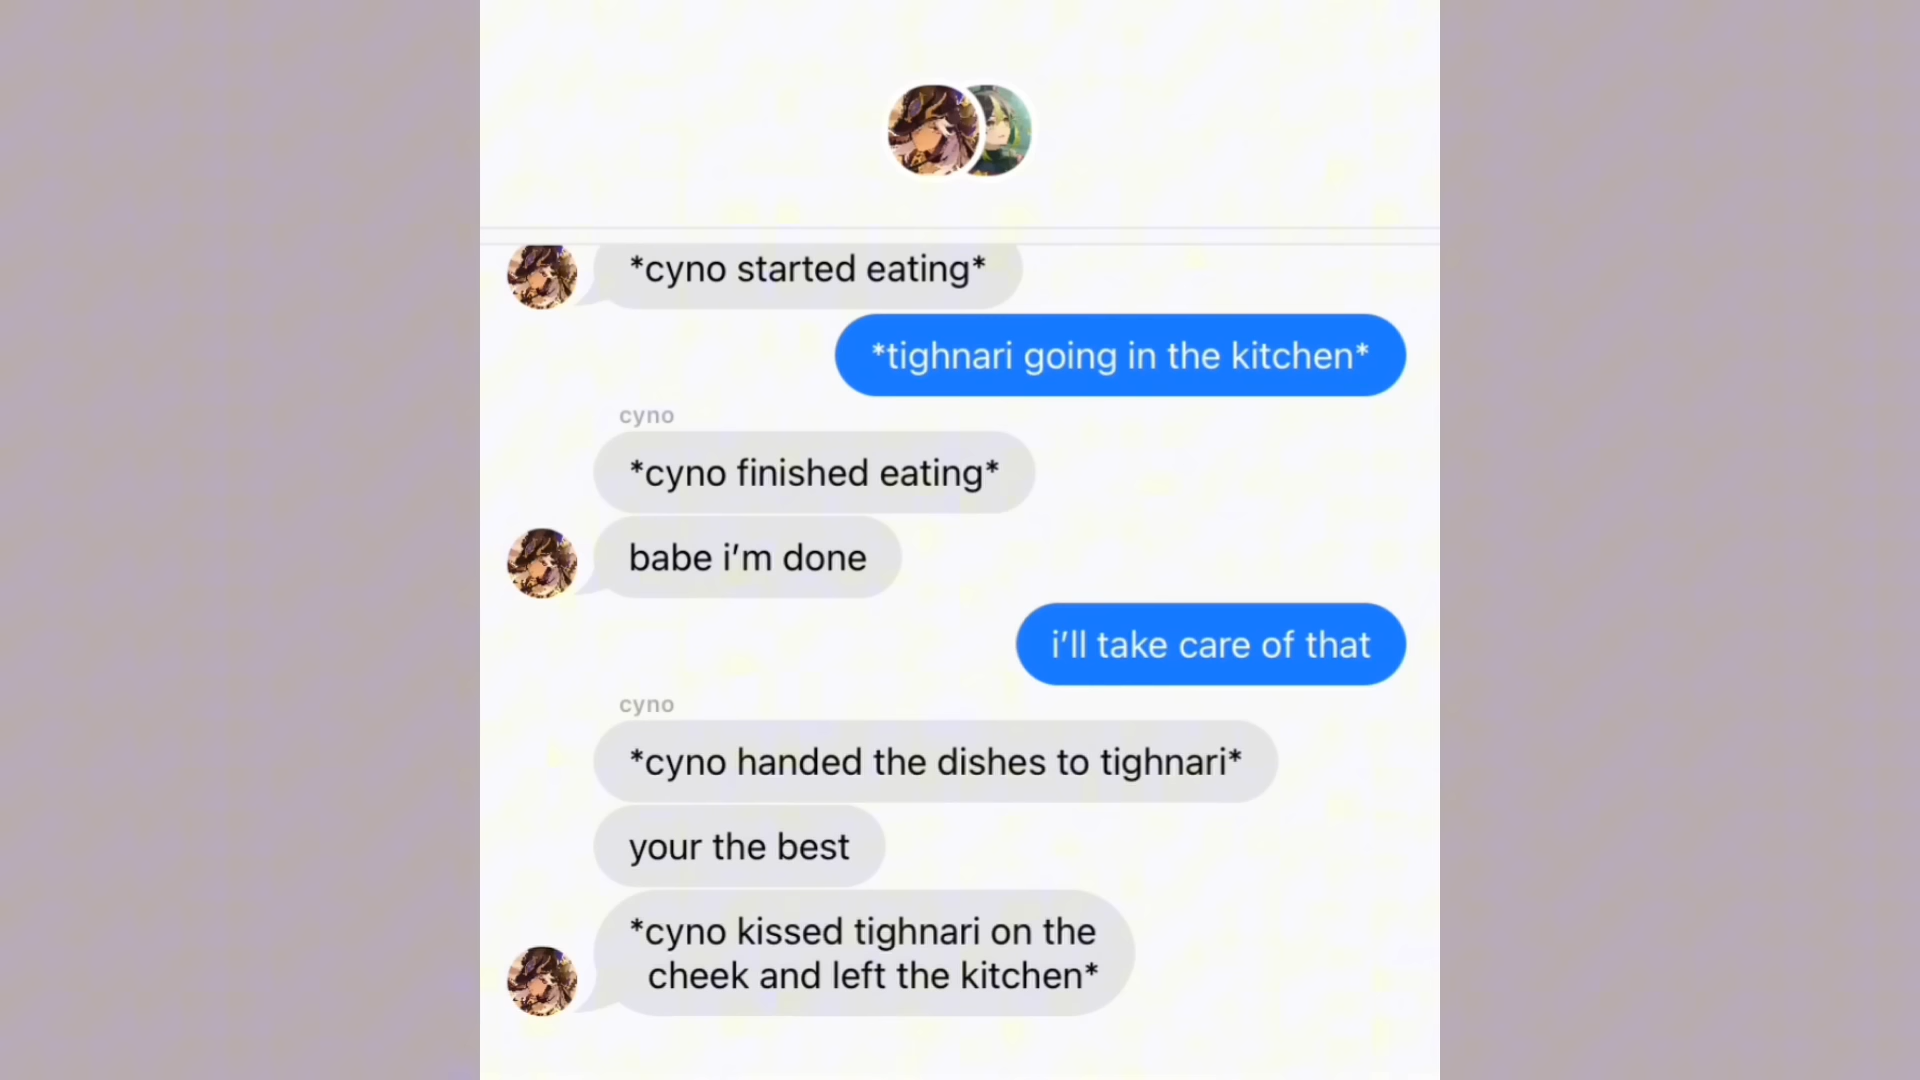 *cyno started eating*
*tighnari going in the kitchen*
cyno
*cyno finished eating*
babe i’m done
i’ll take care of that
cyno
*cyno handed the dishes to tighnari*
your the best
*cyno kissed tighnari on the
cheek and left the kitchen*